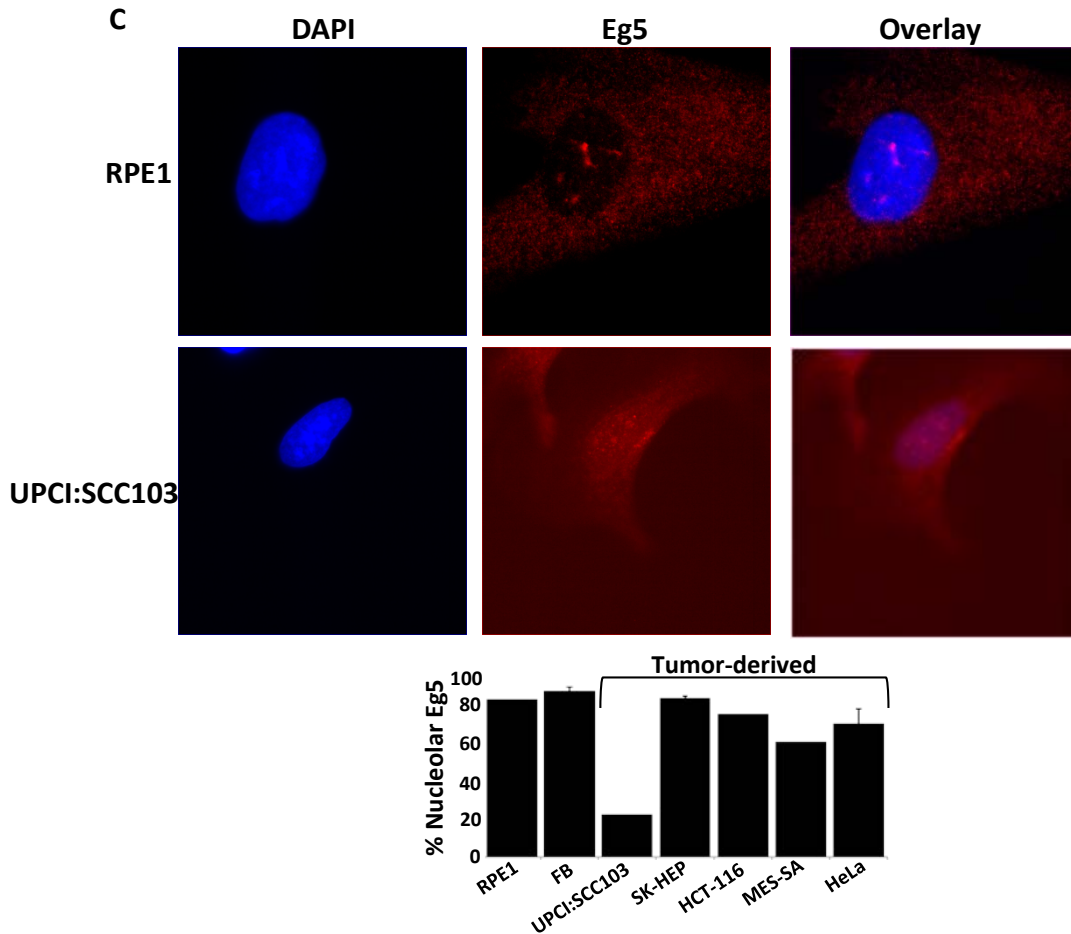 C
DAPI Eg5 Overlay
RPE1
UPCI:SCC103
Tumor-derived
% Nucleolar Eg5
100
80
60
40
20
0
RPE1 FB UPCI:SCC103 SK-HEP HCT-116 MES-SA HeLa